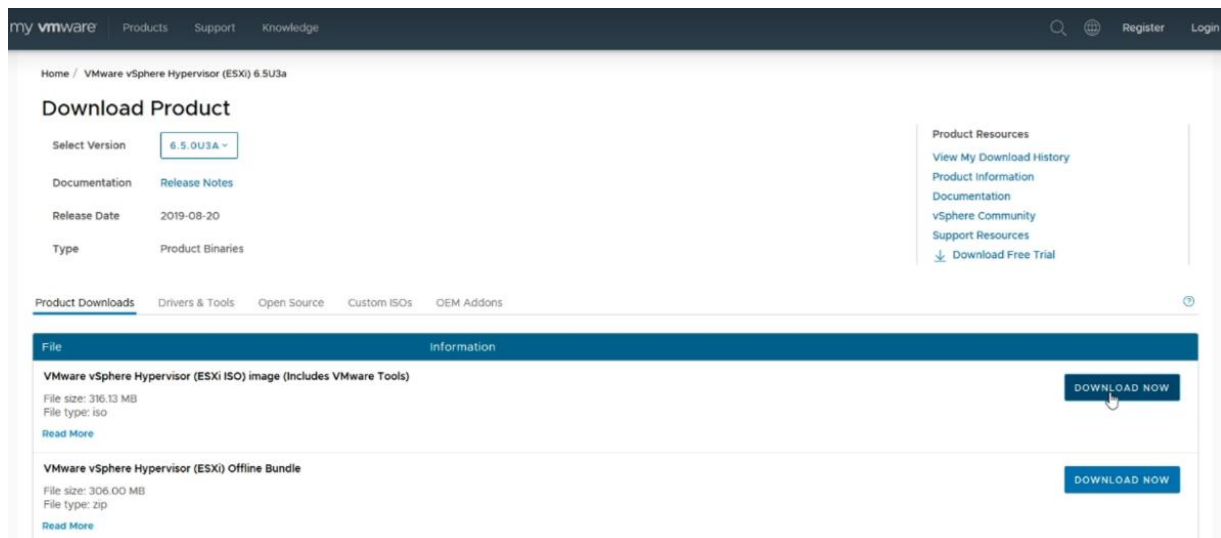 my vmware Products Support Knowledge Register Login
Home / VMware vSphere Hypervisor (ESXi) 6.5U3a
Download Product
Select Version 6.5.0U3A
Documentation Release Notes
Release Date 2019-08-20
Type Product Binaries
Product Resources
View My Download History
Product Information
Documentation
vSphere Community
Support Resources
Download Free Trial
Product Downloads Drivers & Tools Open Source Custom ISOs OEM Addons
File Information
VMware vSphere Hypervisor (ESXi ISO) image (Includes VMware Tools)
File size: 316.13 MB
File type: iso
Read More
DOWNLOAD NOW
VMware vSphere Hypervisor (ESXi) Offline Bundle
File size: 306.00 MB
File type: zip
Read More
DOWNLOAD NOW